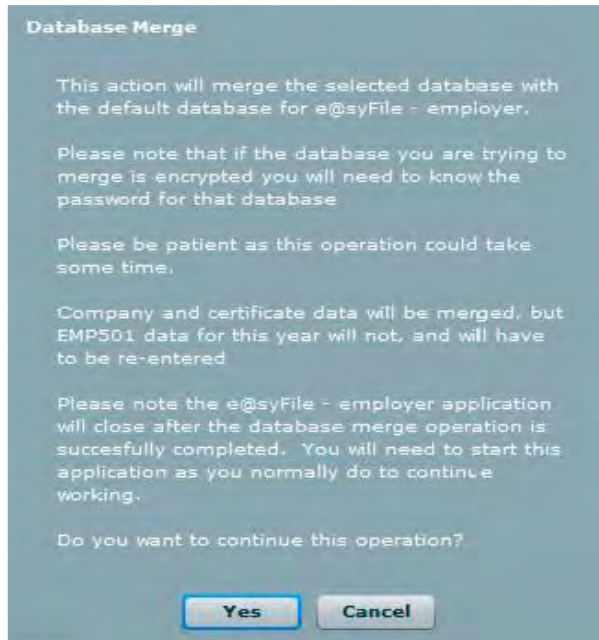 Database Merge
This action will merge the selected database with
the default database for e@syFile - employer.
Please note that if the database you are trying to
merge is encrypted you will need to know the
password for that database
Please be patient as this operation could take
some time.
Company and certificate data will be merged, but
EMP501 data for this year will not, and will have
to be re-entered
Please note the e@syFile - employer application
will close after the database merge operation is
succesfully completed.  You will need to start this
application as you normally do to continue
working.
Do you want to continue this operation?
Yes Cancel